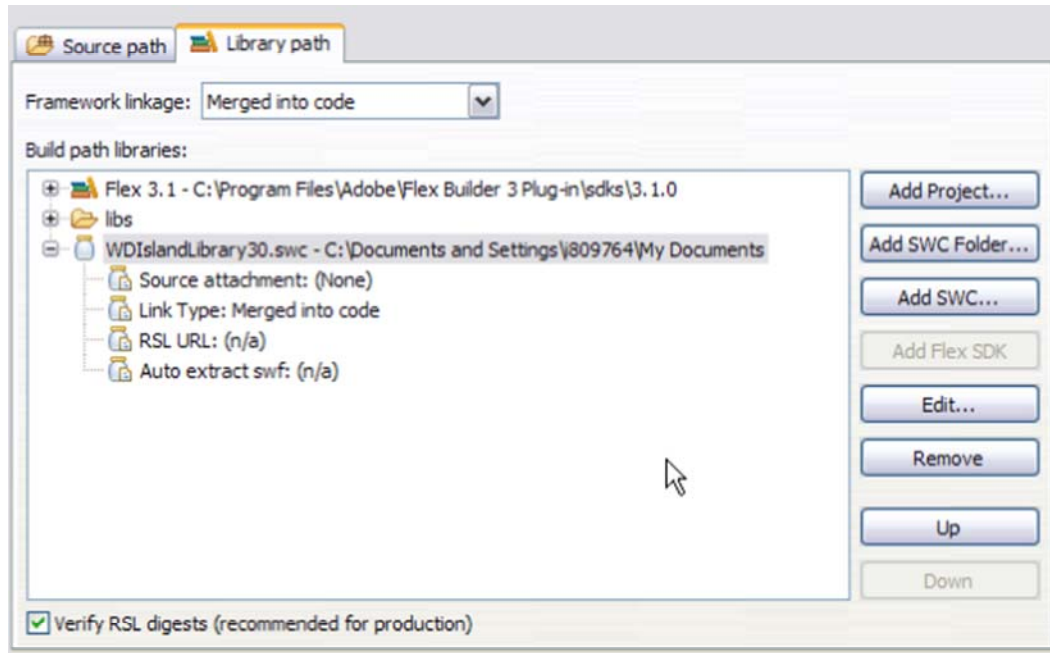 Source path
Library path
Framework linkage: Merged into code
Build path libraries:
Flex 3.1 - C:\Program Files\Adobe\Flex Builder 3 Plug-in\sdks\3.1.0
libs
WDIslandLibrary30.swc - C:\Documents and Settings\i809764\My Documents
Source attachment: (None)
Link Type: Merged into code
RSL URL: (n/a)
Auto extract swf: (n/a)
Add Project...
Add SWC Folder...
Add SWC...
Add Flex SDK
Edit...
Remove
Up
Down
Verify RSL digests (recommended for production)